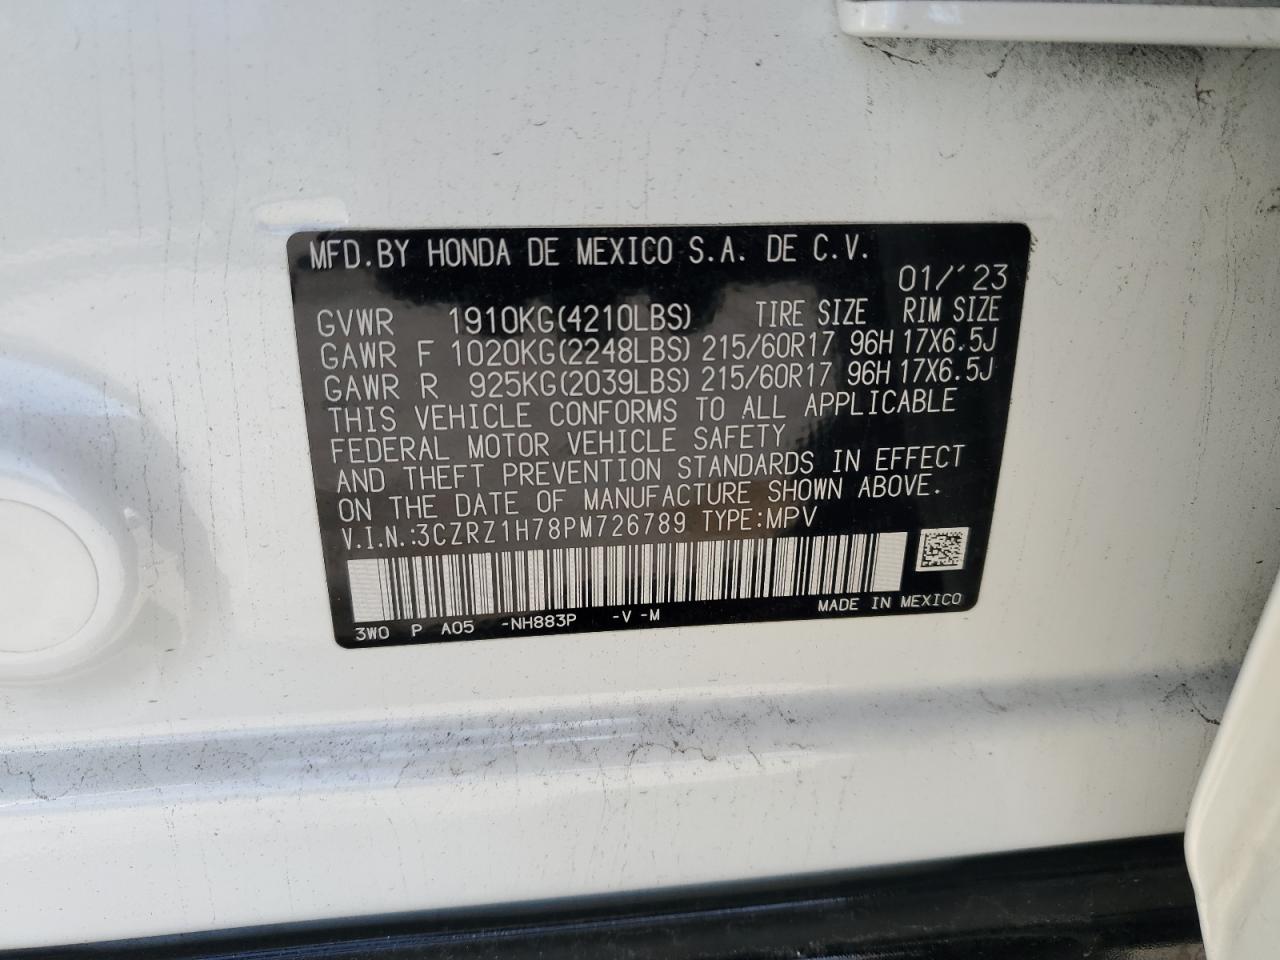 MFD.BY HONDA DE MEXICO S.A. DE C.V.
01/'23
GVWR 1910KG(4210LBS) TIRE SIZE RIM SIZE
GAWR F 1020KG(2248LBS) 215/60R17 96H 17X6.5J
GAWR R 925KG(2039LBS) 215/60R17 96H 17X6.5J
THIS VEHICLE CONFORMS TO ALL APPLICABLE
FEDERAL MOTOR VEHICLE SAFETY
AND THEFT PREVENTION STANDARDS IN EFFECT
ON THE DATE OF MANUFACTURE SHOWN ABOVE.
V.I.N.:3CZRZ1H78PM726789 TYPE:MPV
3W0 P A05 -NH883P -V -M MADE IN MEXICO